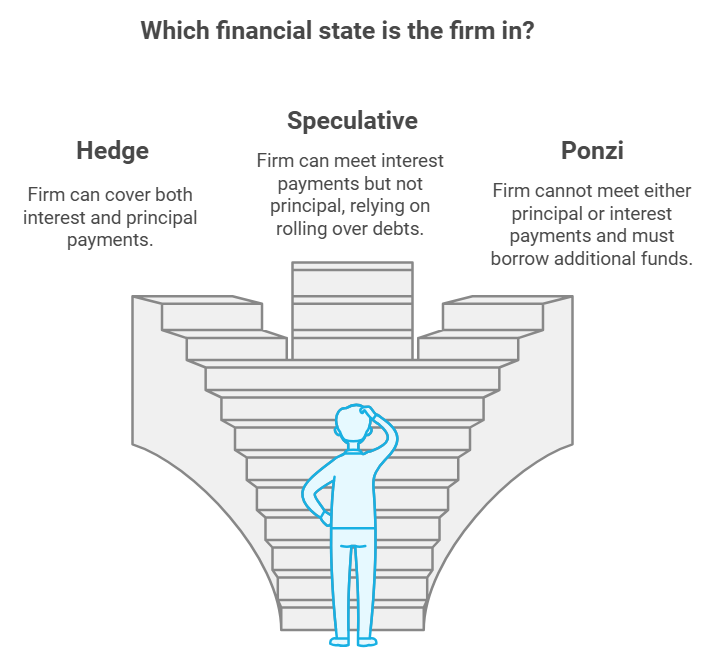 Which financial state is the firm in?
Hedge
Firm can cover both
interest and principal
payments.
Speculative
Firm can meet interest
payments but not
principal, relying on
rolling over debts.
Ponzi
Firm cannot meet either
principal or interest
payments and must
borrow additional funds.